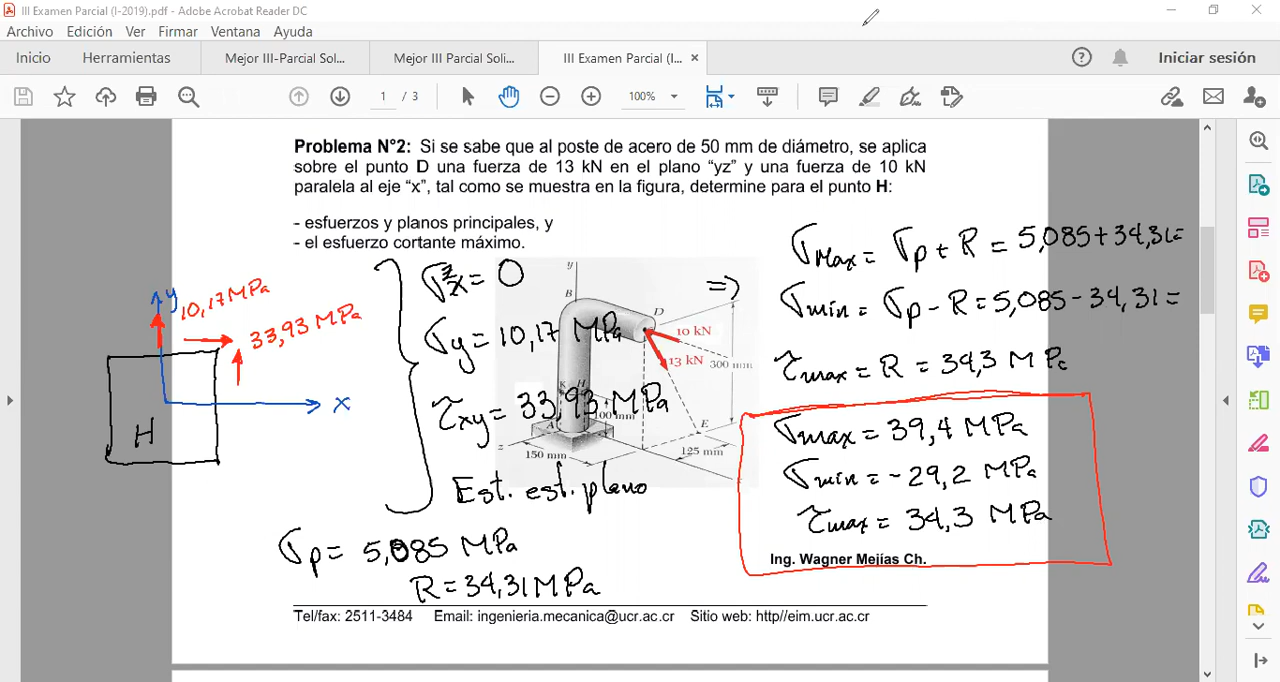 III Examen Parcial (I-2019).pdf - Adobe Acrobat Reader DC
Archivo Edición Ver Firmar Ventana Ayuda
Inicio Herramientas Mejor III-Parcial Sol... Mejor III Parcial Soli... III Examen Parcial (I... × Iniciar sesión
1 / 3 100%
Problema N°2: Si se sabe que al poste de acero de 50 mm de diámetro, se aplica
sobre el punto D una fuerza de 13 kN en el plano “yz” y una fuerza de 10 kN
paralela al eje “x”, tal como se muestra en la figura, determine para el punto H:
- esfuerzos y planos principales, y
- el esfuerzo cortante máximo.
y
10,17 MPa
33,93 MPa
x
H
σx = 0
σy = 10,17 MPa
τxy = 33,93 MPa
Est. est. plano
σp = 5,085 MPa
R = 34,31 MPa
y
B
D
10 kN
13 kN
300 mm
K
H
100 mm
A
E
150 mm
125 mm
=>
σMax = σp + R = 5,085 + 34,31 =
σmín = σp - R = 5,085 - 34,31 =
τmax = R = 34,3 MPa
σmax = 39,4 MPa
σmín = -29,2 MPa
τmax = 34,3 MPa
Ing. Wagner Mejías Ch.
Tel/fax: 2511-3484 Email: ingenieria.mecanica@ucr.ac.cr Sitio web: http//eim.ucr.ac.cr